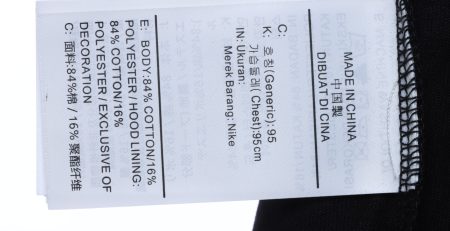 MADE IN CHINA
中国製
DIBUAT DI CINA
C:
K: 호칭(Generic):95
가슴둘레(Chest):95cm
IN: Ukuran:
Merek Barang: Nike
E: BODY:84% COTTON/16%
POLYESTER / HOOD LINING:
84% COTTON/16%
POLYESTER / EXCLUSIVE OF
DECORATION
C: 面料:84%棉 / 16% 聚酯纤维